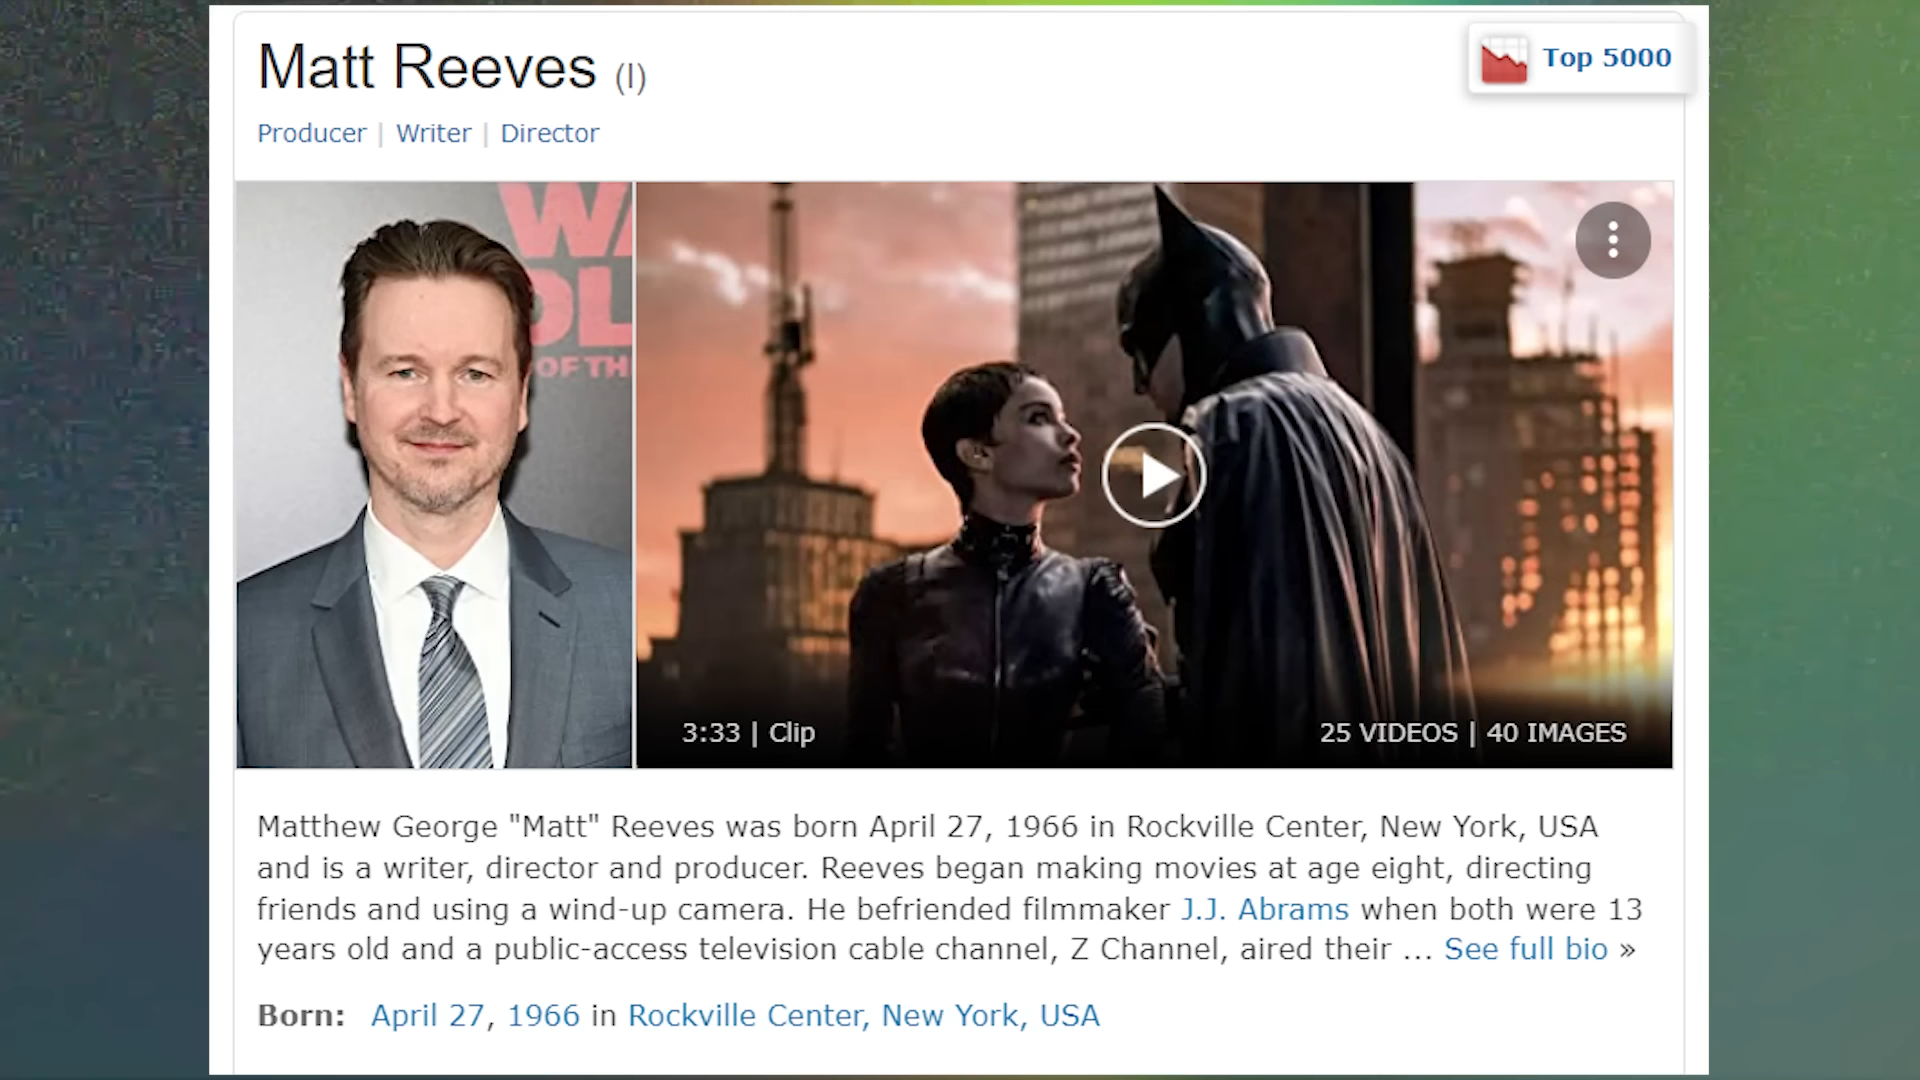 Matt Reeves (I)
Top 5000
Producer | Writer | Director
WA
OL
OF TH
3:33 | Clip
25 VIDEOS | 40 IMAGES
Matthew George "Matt" Reeves was born April 27, 1966 in Rockville Center, New York, USA
and is a writer, director and producer. Reeves began making movies at age eight, directing
friends and using a wind-up camera. He befriended filmmaker J.J. Abrams when both were 13
years old and a public-access television cable channel, Z Channel, aired their ... See full bio »
Born: April 27, 1966 in Rockville Center, New York, USA